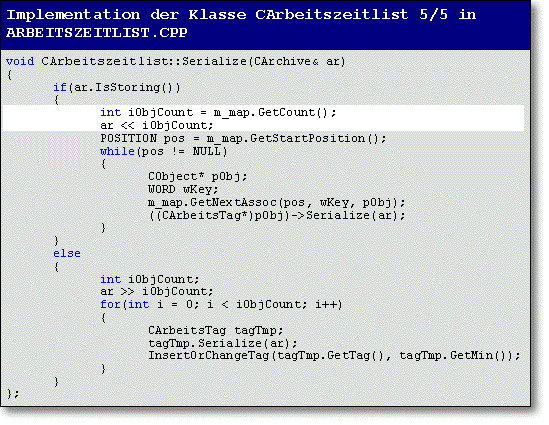 Implementation der Klasse CArbeitszeitlist 5/5 in
ARBEITSZEITLIST.CPP
void CArbeitszeitlist::Serialize(CArchive& ar)
{
if(ar.IsStoring())
{
int iObjCount = m_map.GetCount();
ar << iObjCount;
POSITION pos = m_map.GetStartPosition();
while(pos != NULL)
{
CObject* pObj;
WORD wKey;
m_map.GetNextAssoc(pos, wKey, pObj);
((CArbeitsTag*)pObj)->Serialize(ar);
}
}
else
{
int iObjCount;
ar >> iObjCount;
for(int i = 0; i < iObjCount; i++)
{
CArbeitsTag tagTmp;
tagTmp.Serialize(ar);
InsertOrChangeTag(tagTmp.GetTag(), tagTmp.GetMin());
}
}
};